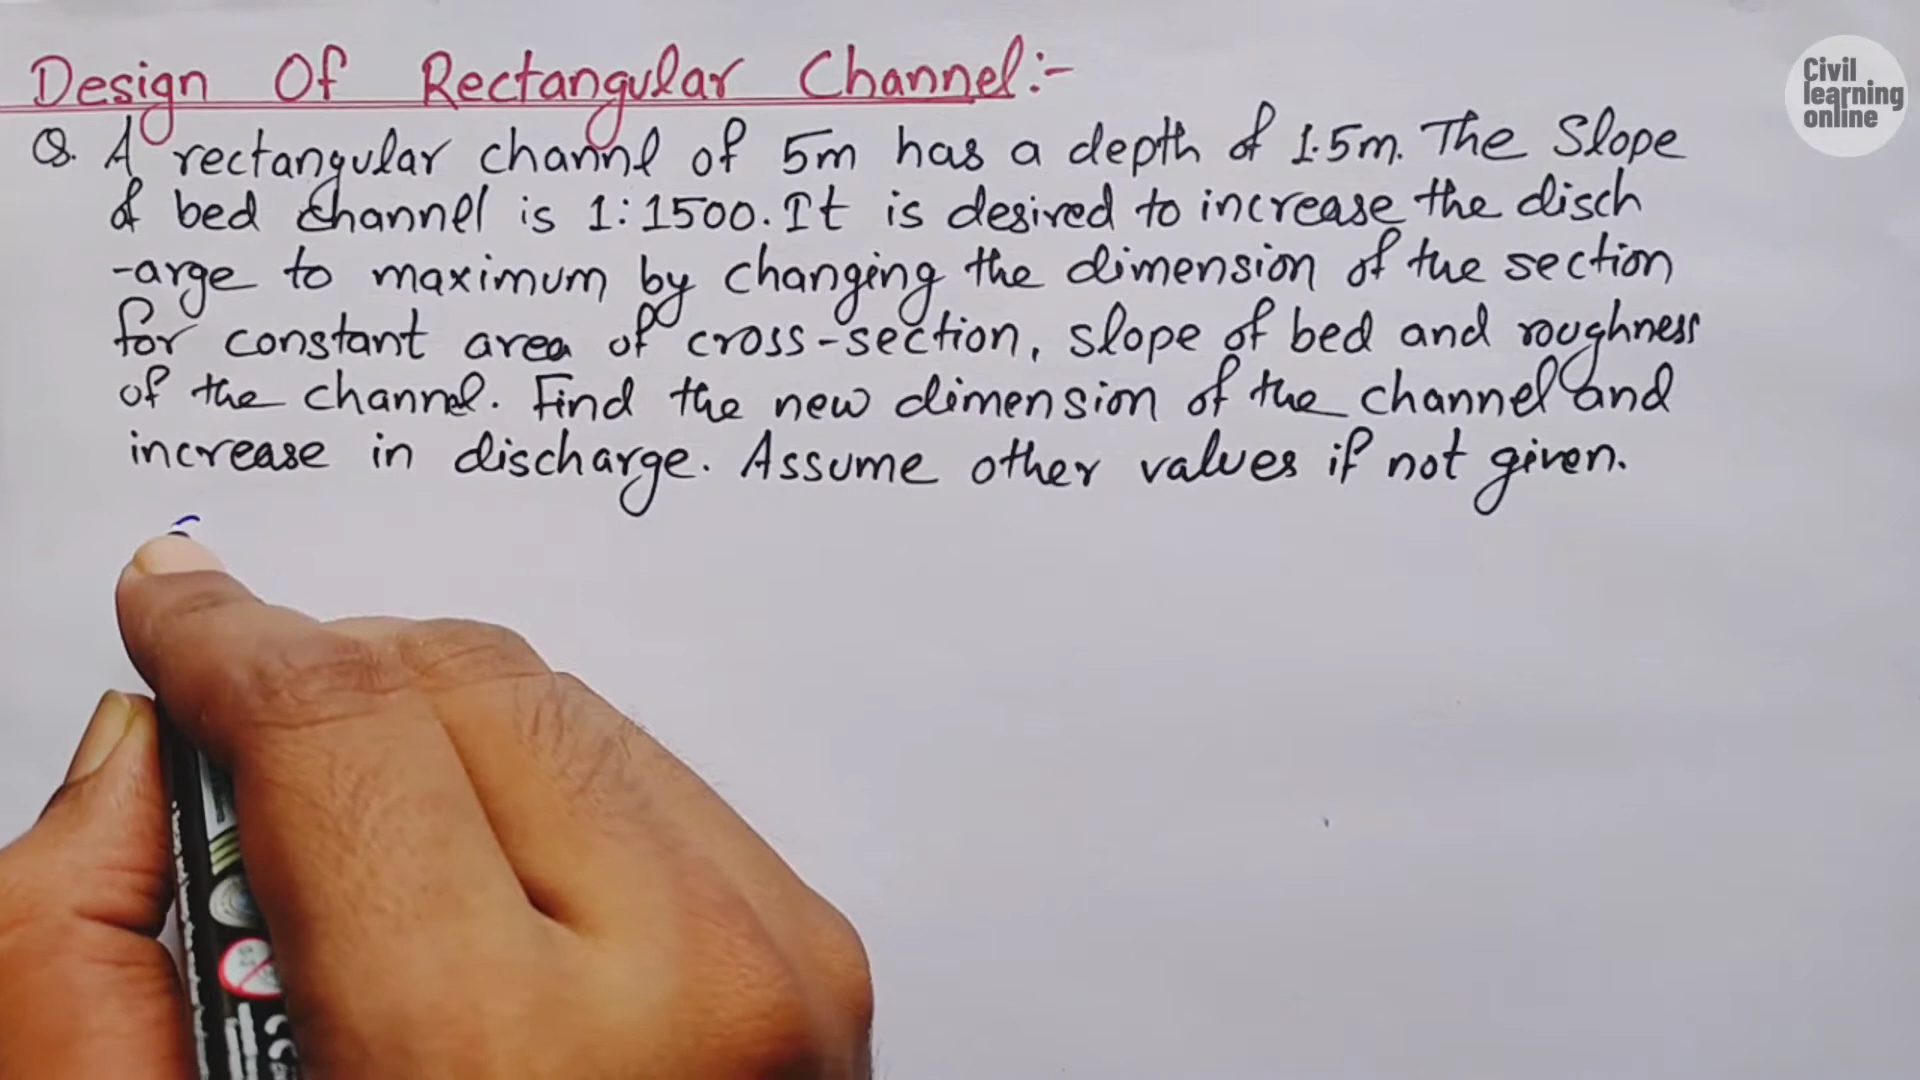 Design Of Rectangular Channel:-
Q. A rectangular channl of 5m has a depth of 1.5m. The Slope
of bed channel is 1:1500. It is desired to increase the disch
-arge to maximum by changing the dimension of the section
for constant area of cross-section, slope of bed and roughness
of the channel. Find the new dimension of the channel and
increase in discharge. Assume other values if not given.
Civil
learning
online